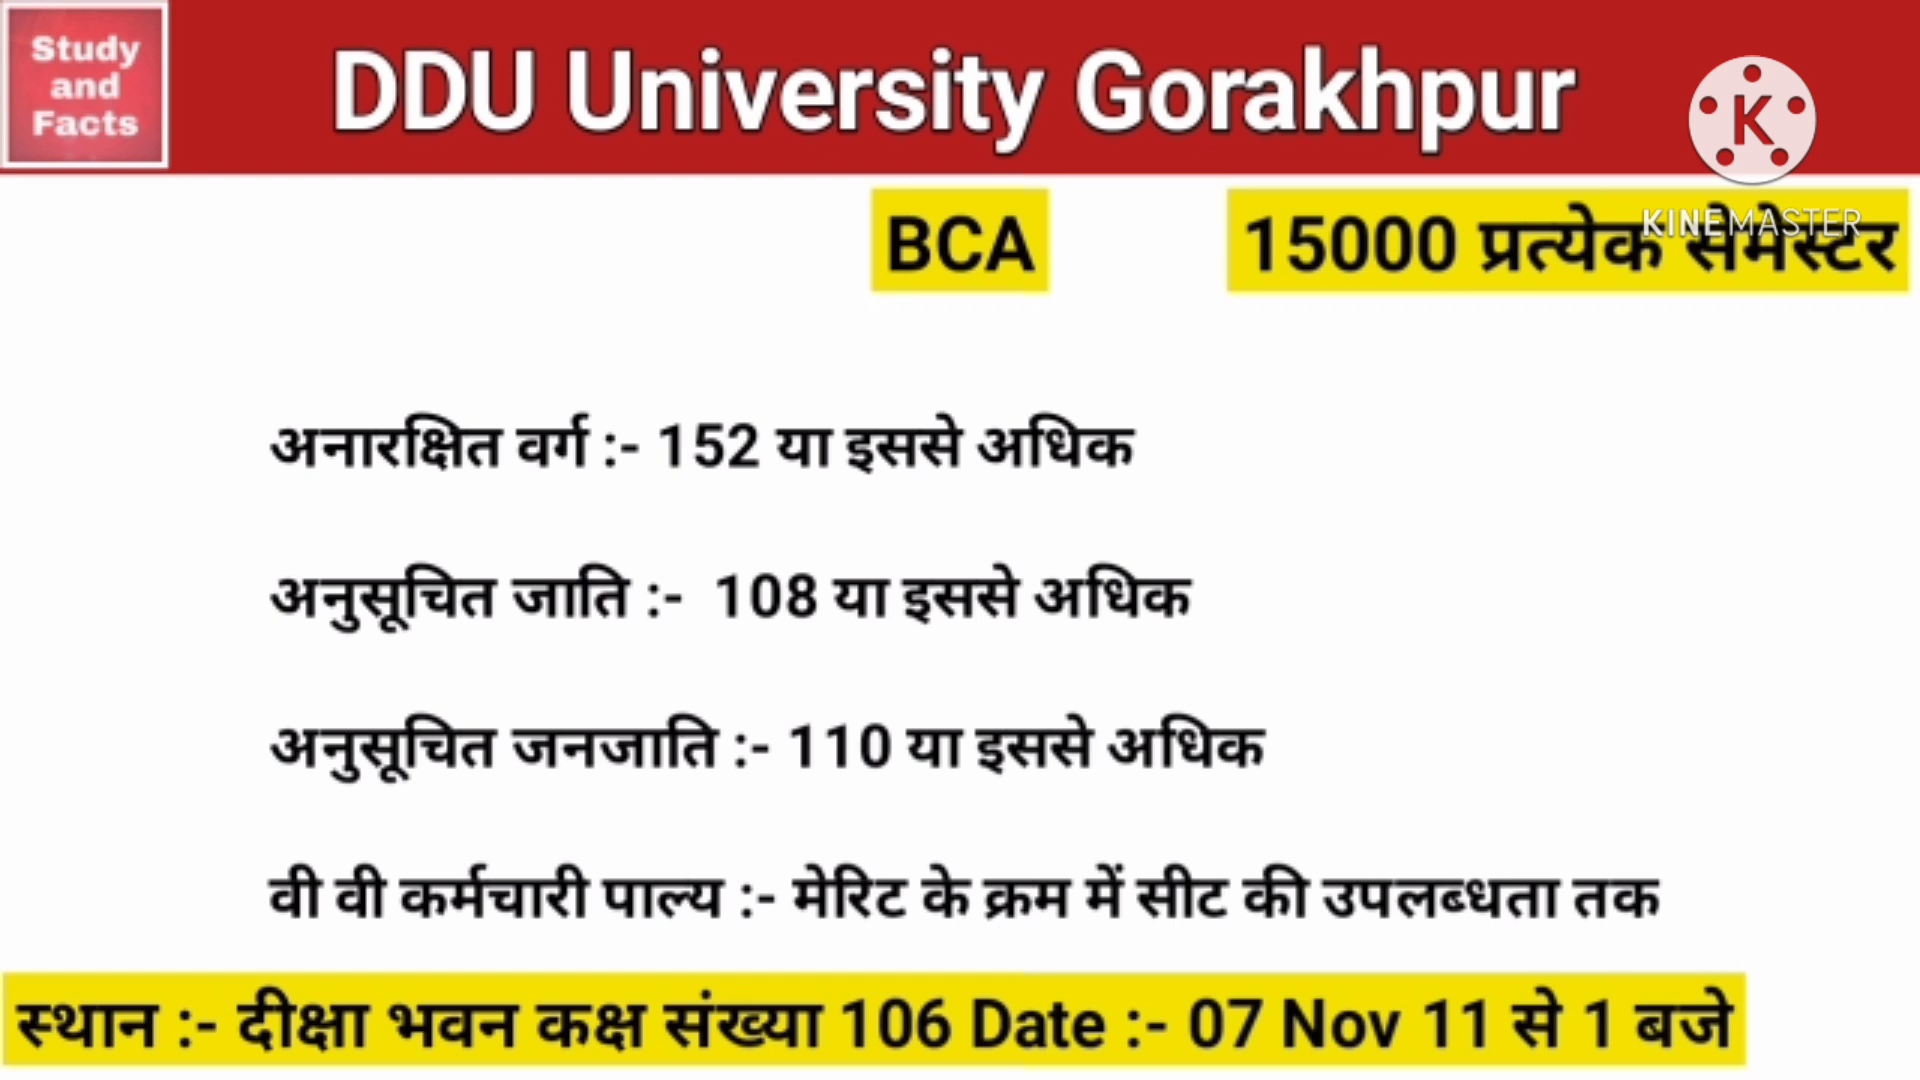 Study
and
Facts
DDU University Gorakhpur
K
KINEMASTER
BCA
15000 प्रत्येक सेमेस्टर
अनारक्षित वर्ग :- 152 या इससे अधिक
अनुसूचित जाति :- 108 या इससे अधिक
अनुसूचित जनजाति :- 110 या इससे अधिक
वी वी कर्मचारी पाल्य :- मेरिट के क्रम में सीट की उपलब्धता तक
स्थान :- दीक्षा भवन कक्ष संख्या 106 Date :- 07 Nov 11 से 1 बजे